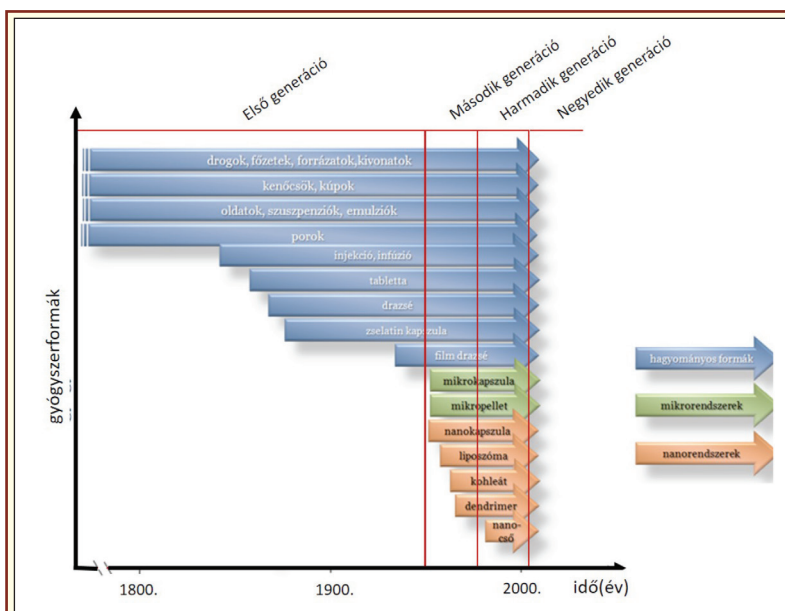 Első generáció
Második generáció
Harmadik generáció
Negyedik generáció
gyógyszerformák
drogok, főzetek, forrázatok,kivonatok
kenőcsök, kúpok
oldatok, szuszpenziók, emulziók
porok
injekció, infúzió
tabletta
drazsé
zselatin kapszula
film drazsé
mikrokapszula
mikropellet
nanokapszula
liposzóma
kohleát
dendrimer
nano-
cső
hagyományos formák
mikrorendszerek
nanorendszerek
1800.
1900.
2000.
idő(év)